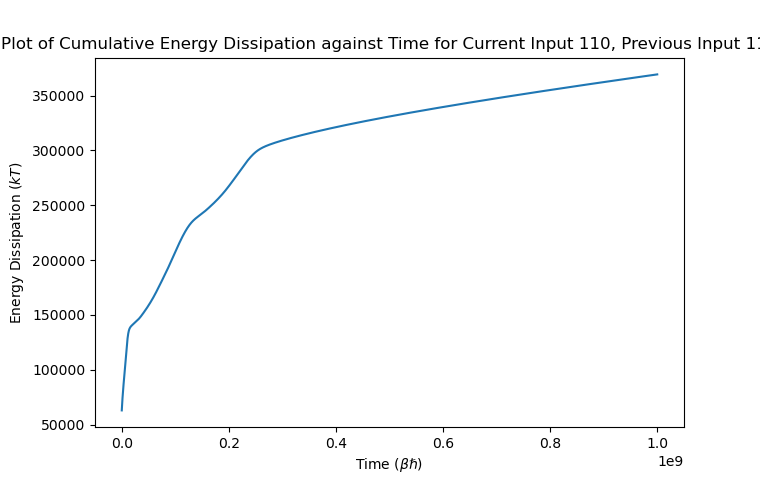 Plot of Cumulative Energy Dissipation against Time for Current Input 110, Previous Input 11
350000
300000
250000
200000
150000
100000
50000
Energy Dissipation (kT)
0.0 0.2 0.4 0.6 0.8 1.0
1e9
Time (βℏ)